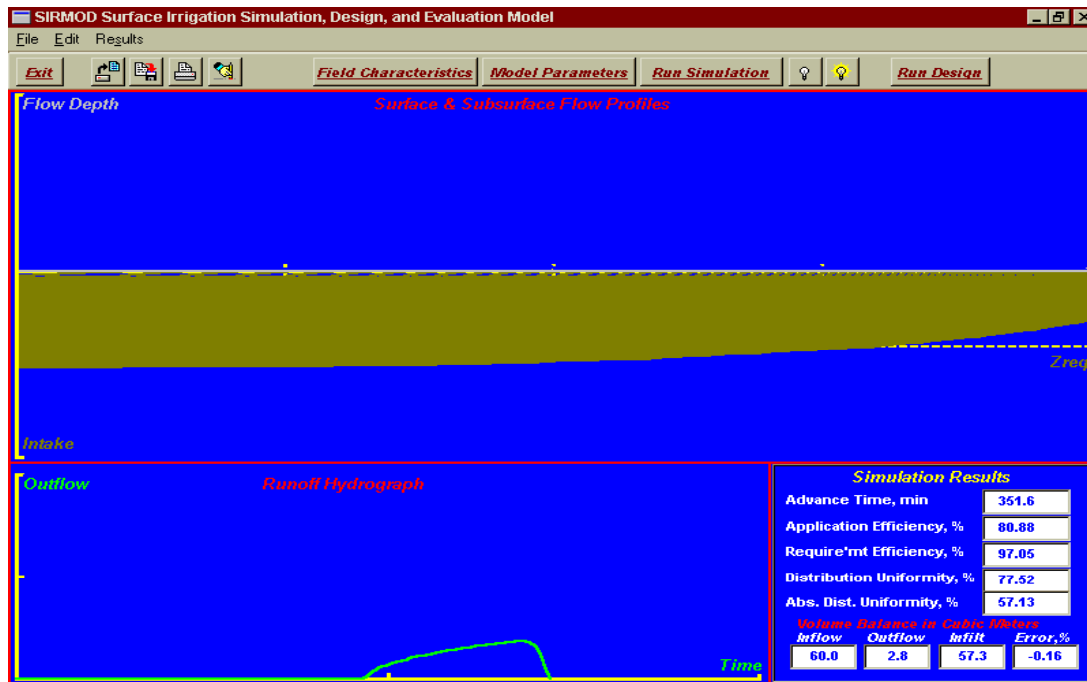 SIRMOD Surface Irrigation Simulation, Design, and Evaluation Model
File Edit Results
Exit Field Characteristics Model Parameters Run Simulation Run Design
Flow Depth
Surface & Subsurface Flow Profiles
Zreq
Intake
Outflow
Runoff Hydrograph
Time
Simulation Results
Advance Time, min 351.6
Application Efficiency, % 80.88
Require'mt Efficiency, % 97.05
Distribution Uniformity, % 77.52
Abs. Dist. Uniformity, % 57.13
Volume Balance in Cubic Meters
Inflow Outflow Infilt Error,%
60.0 2.8 57.3 -0.16